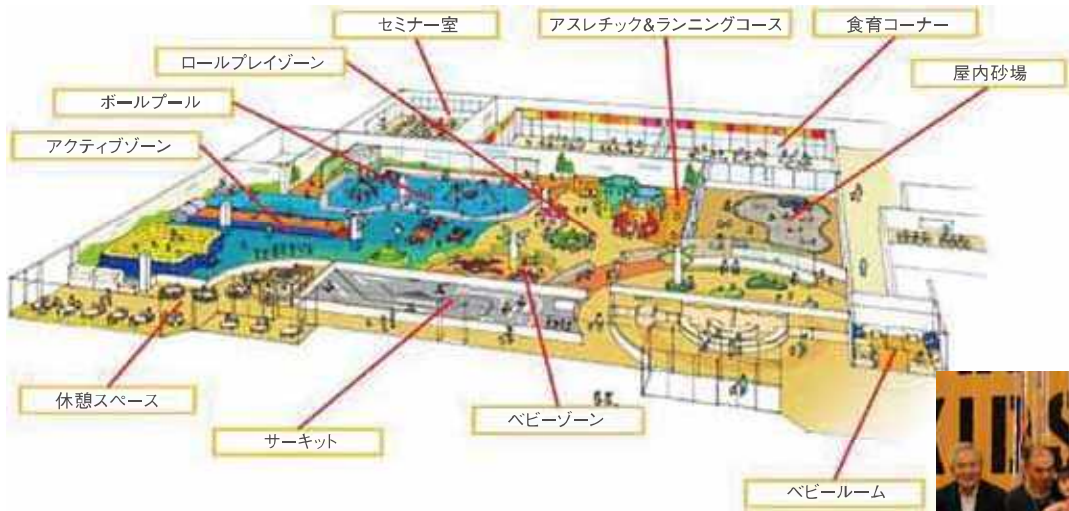 セミナー室
アスレチック&ランニングコース
食育コーナー
ロールプレイゾーン
屋内砂場
ボールプール
アクティブゾーン
休憩スペース
サーキット
ベビーゾーン
ベビールーム